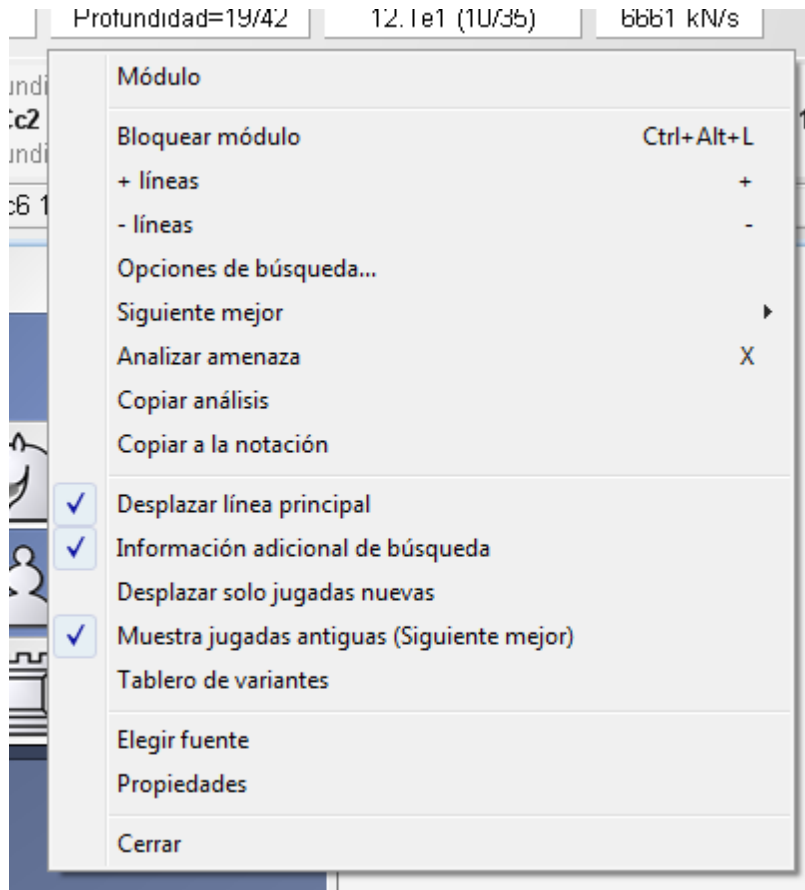 Profundidad=19/42 12.Te1 (10/35) 6661 kN/s
Módulo
Bloquear módulo Ctrl+Alt+L
+ líneas +
- líneas -
Opciones de búsqueda...
Siguiente mejor
Analizar amenaza X
Copiar análisis
Copiar a la notación
Desplazar línea principal
Información adicional de búsqueda
Desplazar solo jugadas nuevas
Muestra jugadas antiguas (Siguiente mejor)
Tablero de variantes
Elegir fuente
Propiedades
Cerrar